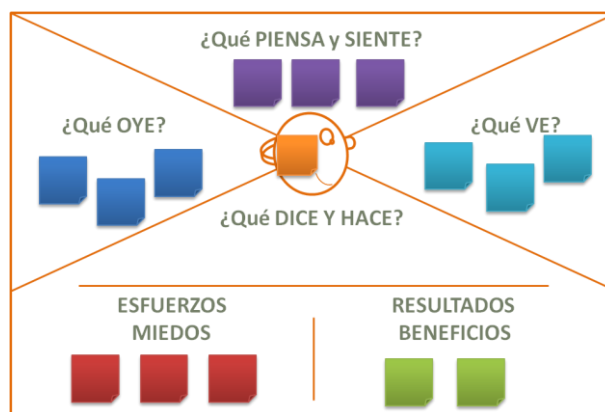 ¿Qué PIENSA y SIENTE?
¿Qué OYE?
¿Qué VE?
¿Qué DICE Y HACE?
ESFUERZOS
MIEDOS
RESULTADOS
BENEFICIOS